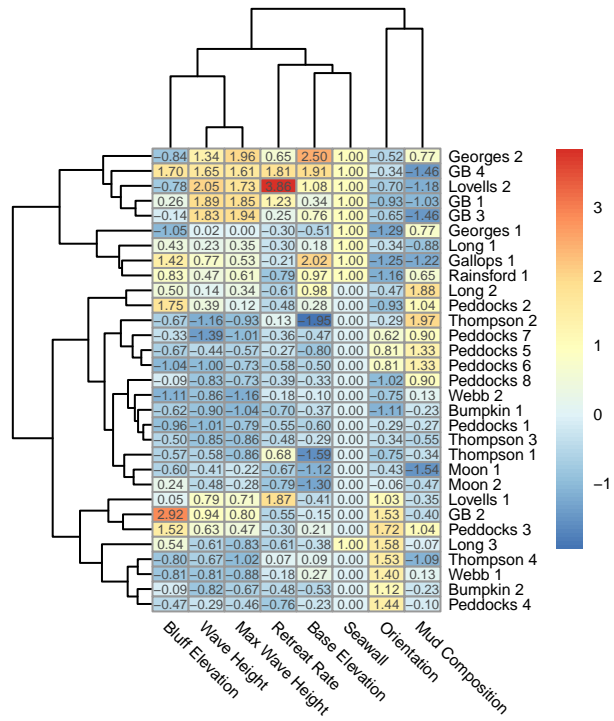 −0.84 1.34 1.96 0.65 2.50 1.00 −0.52 0.77 Georges 2
1.70 1.65 1.61 1.81 1.91 1.00 −0.34 −1.46 GB 4
−0.78 2.05 1.73 3.86 1.08 1.00 −0.70 −1.18 Lovells 2
0.26 1.89 1.85 1.23 0.34 1.00 −0.93 −1.03 GB 1
−0.14 1.83 1.94 0.25 0.76 1.00 −0.65 −1.46 GB 3
−1.05 0.02 0.00 −0.30 −0.51 1.00 −1.29 0.77 Georges 1
0.43 0.23 0.35 −0.30 0.18 1.00 −0.34 −0.88 Long 1
1.42 0.77 0.53 −0.21 2.02 1.00 −1.25 −1.22 Gallops 1
0.83 0.47 0.61 −0.79 0.97 1.00 −1.16 0.65 Rainsford 1
0.50 0.14 0.34 −0.61 0.98 0.00 −0.47 1.88 Long 2
1.75 0.39 0.12 −0.48 0.28 0.00 −0.93 1.04 Peddocks 2
−0.67 −1.16 −0.93 0.13 −1.95 0.00 −0.29 1.97 Thompson 2
−0.33 −1.39 −1.01 −0.36 −0.47 0.00 0.62 0.90 Peddocks 7
−0.67 −0.44 −0.57 −0.27 −0.80 0.00 0.81 1.33 Peddocks 5
−1.04 −1.00 −0.73 −0.58 −0.50 0.00 0.81 1.33 Peddocks 6
−0.09 −0.83 −0.73 −0.39 −0.33 0.00 −1.02 0.90 Peddocks 8
−1.11 −0.86 −1.16 −0.18 −0.10 0.00 −0.75 0.13 Webb 2
−0.62 −0.90 −1.04 −0.70 −0.37 0.00 −1.11 −0.23 Bumpkin 1
−0.96 −1.01 −0.79 −0.55 −0.60 0.00 −0.29 −0.27 Peddocks 1
−0.50 −0.85 −0.86 −0.48 −0.29 0.00 −0.34 −0.55 Thompson 3
−0.57 −0.58 −0.86 0.68 −1.59 0.00 −0.75 −0.34 Thompson 1
−0.60 −0.41 −0.22 −0.67 −1.12 0.00 −0.43 −1.54 Moon 1
0.24 −0.48 −0.28 −0.79 −1.30 0.00 −0.06 −0.47 Moon 2
0.05 0.79 0.71 1.87 −0.41 0.00 1.03 −0.35 Lovells 1
2.92 0.94 0.80 −0.55 −0.15 0.00 1.53 −0.40 GB 2
1.52 0.63 0.47 −0.30 0.21 0.00 1.72 1.04 Peddocks 3
0.54 −0.61 −0.83 −0.61 −0.38 1.00 1.58 −0.07 Long 3
−0.80 −0.67 −1.02 0.07 0.09 0.00 1.53 −1.09 Thompson 4
−0.81 −0.81 −0.88 −0.18 0.27 0.00 1.40 0.13 Webb 1
−0.09 −0.82 −0.67 −0.48 −0.53 0.00 1.12 −0.23 Bumpkin 2
−0.47 −0.29 −0.46 −0.76 −0.23 0.00 1.44 −0.10 Peddocks 4
Bluff Elevation
Wave Height
Max Wave Height
Retreat Rate
Base Elevation
Seawall
Orientation
Mud Composition
3
2
1
0
−1